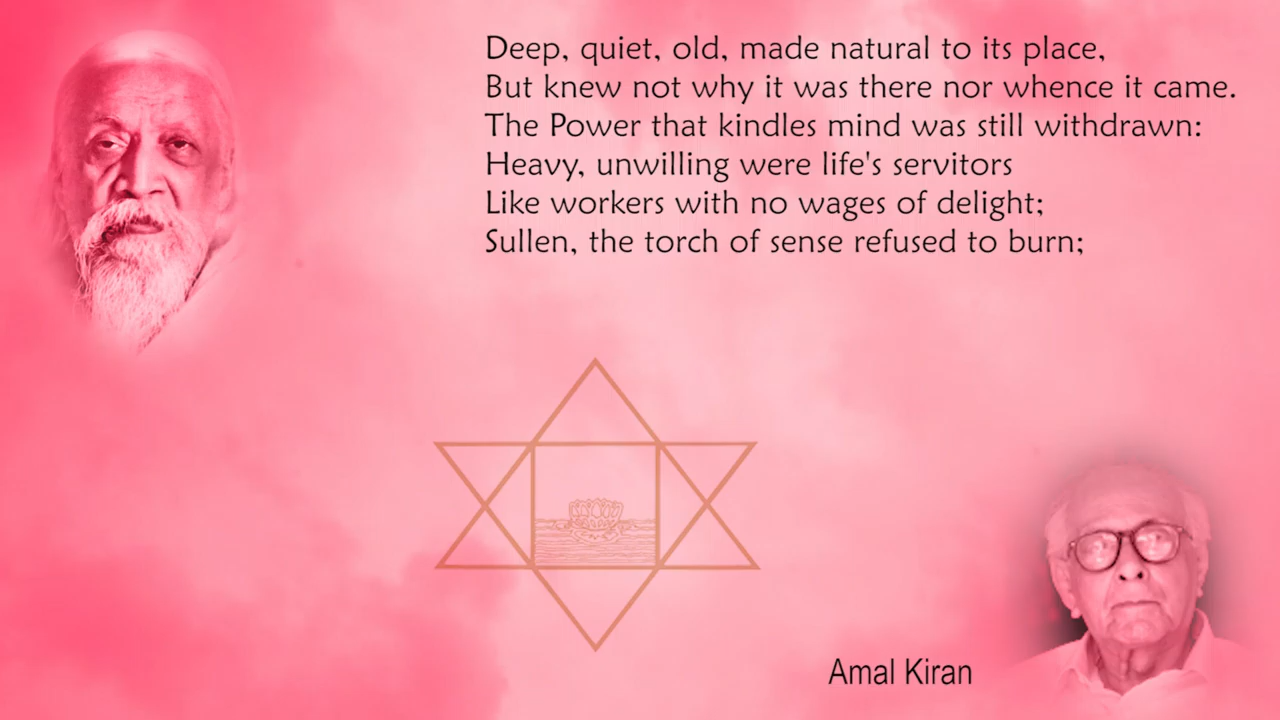 Deep, quiet, old, made natural to its place,
But knew not why it was there nor whence it came.
The Power that kindles mind was still withdrawn:
Heavy, unwilling were life's servitors
Like workers with no wages of delight;
Sullen, the torch of sense refused to burn;
Amal Kiran